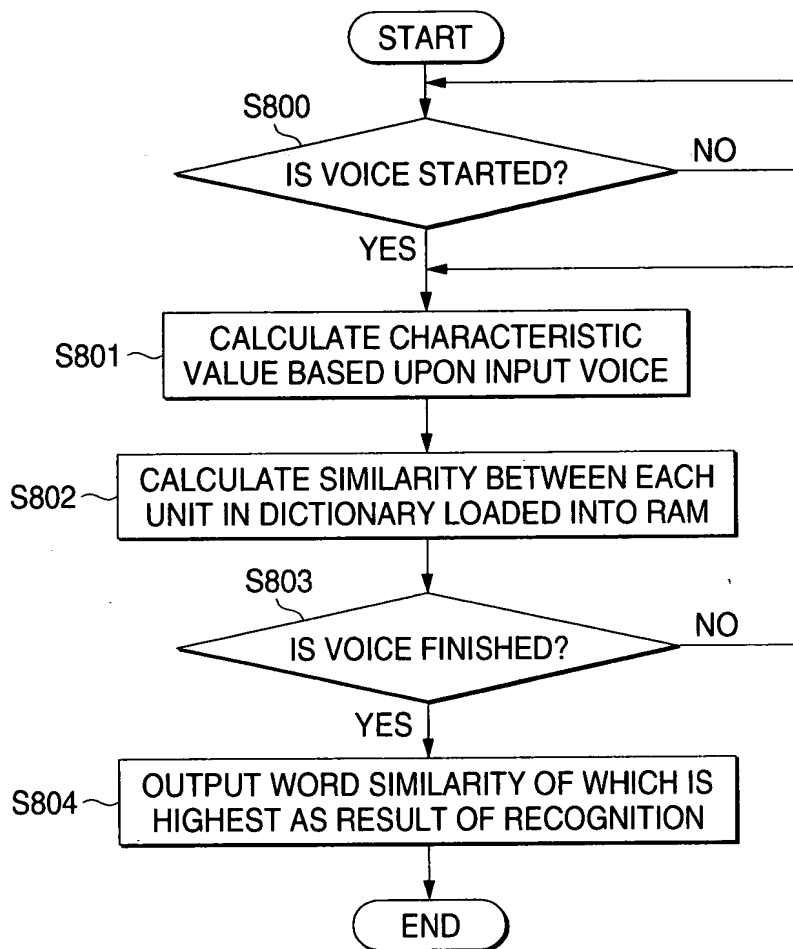 START
S800
IS VOICE STARTED?
NO
YES
S801
CALCULATE CHARACTERISTIC
VALUE BASED UPON INPUT VOICE
S802
CALCULATE SIMILARITY BETWEEN EACH
UNIT IN DICTIONARY LOADED INTO RAM
S803
IS VOICE FINISHED?
NO
YES
S804
OUTPUT WORD SIMILARITY OF WHICH IS
HIGHEST AS RESULT OF RECOGNITION
END